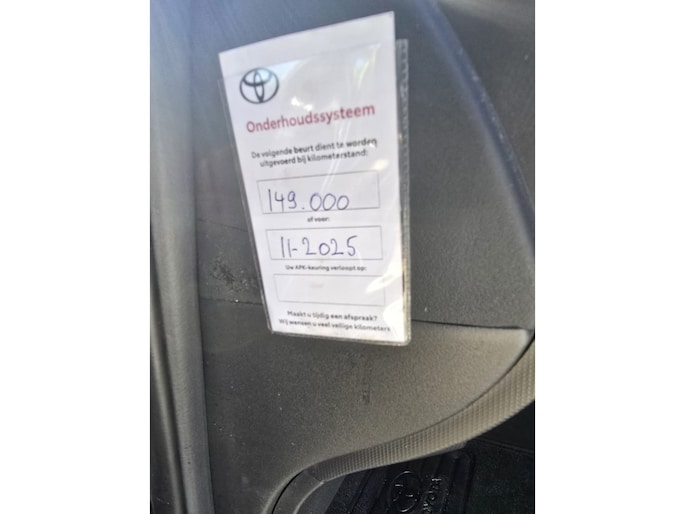 Onderhoudssysteem
De volgende beurt dient te worden
uitgevoerd bij kilometerstand:
149.000
of voor:
11-2025
Uw APK-keuring verloopt op:
Maakt u tijdig een afspraak?
Wij wensen u veel veilige kilometers